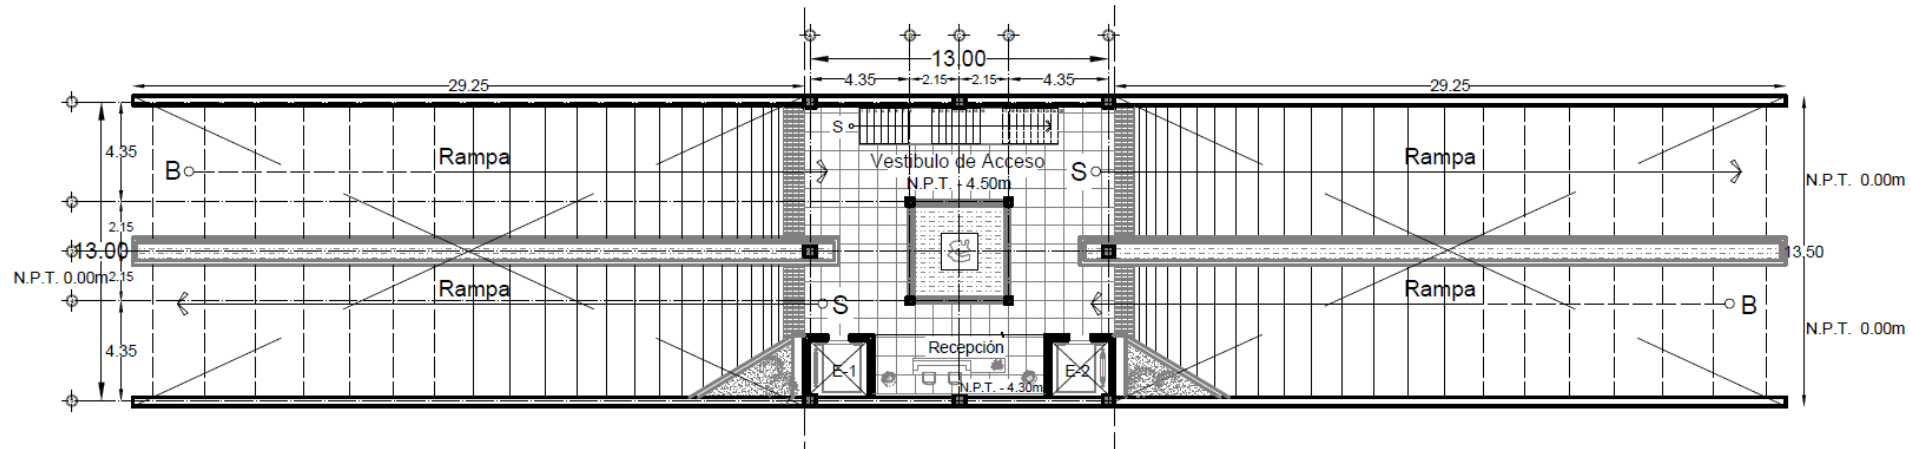 13.00
4.35 2.15 2.15 4.35
29.25
29.25
S
4.35
Rampa
Vestibulo de Acceso
Rampa
B
S
N.P.T. 0.00m
N.P.T. - 4.50m
2.15
13.00
13.50
N.P.T. 0.00m
2.15
Rampa
Rampa
S
B
N.P.T. 0.00m
4.35
Recepción
E-1
E-2
N.P.T. - 4.30m